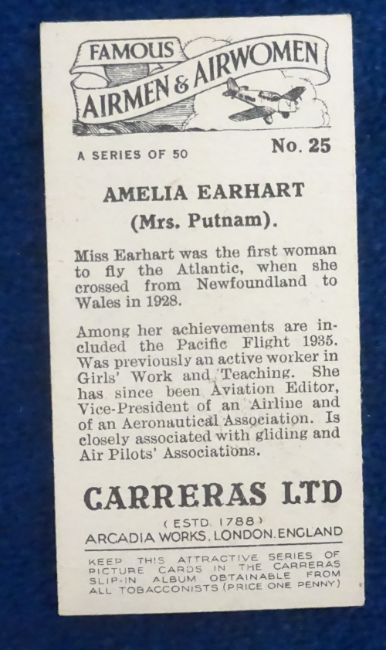 FAMOUS
AIRMEN & AIRWOMEN
A SERIES OF 50
No. 25
AMELIA EARHART
(Mrs. Putnam).
Miss Earhart was the first woman
to fly the Atlantic, when she
crossed from Newfoundland to
Wales in 1928.
Among her achievements are in-
cluded the Pacific Flight 1935.
Was previously an active worker in
Girls' Work and Teaching. She
has since been Aviation Editor,
Vice-President of an Airline and
of an Aeronautical Association. Is
closely associated with gliding and
Air Pilots' Associations.
CARRERAS LTD
(ESTD. 1788)
ARCADIA WORKS, LONDON, ENGLAND
KEEP THIS ATTRACTIVE SERIES OF
PICTURE CARDS IN THE CARRERAS
SLIP-IN ALBUM OBTAINABLE FROM
ALL TOBACCONISTS (PRICE ONE PENNY)